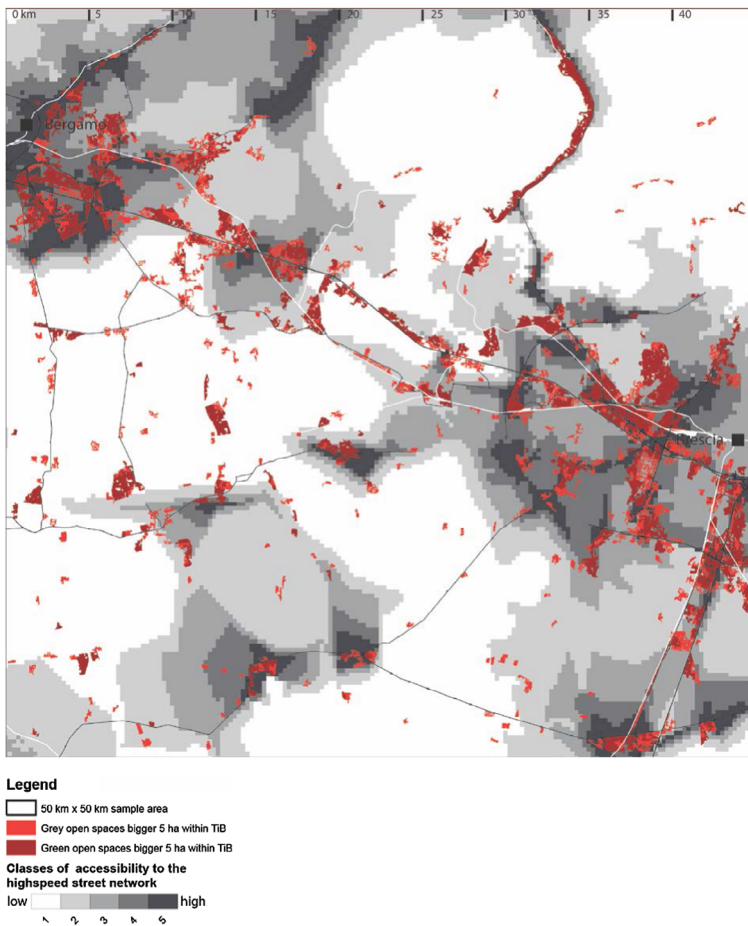 0 km 5 10 15 20 25 30 35 40
Bergamo
Brescia
Legend
50 km x 50 km sample area
Grey open spaces bigger 5 ha within TiB
Green open spaces bigger 5 ha within TiB
Classes of accessibility to the
highspeed street network
low high
1 2 3 4 5